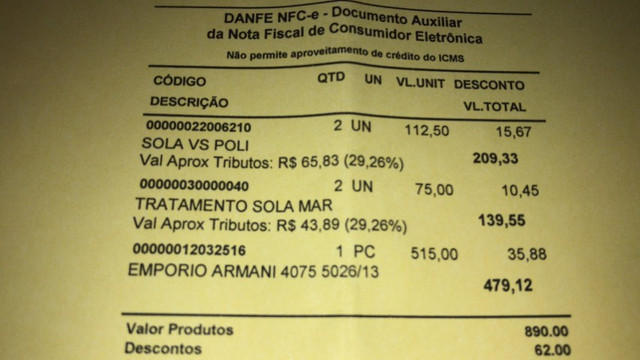 DANFE NFC-e - Documento Auxiliar
da Nota Fiscal de Consumidor Eletrônica
Não permite aproveitamento de crédito do ICMS
CÓDIGO QTD UN VL.UNIT DESCONTO
DESCRIÇÃO VL.TOTAL
00000022006210 2 UN 112,50 15,67
SOLA VS POLI
Val Aprox Tributos: R$ 65,83 (29,26%) 209,33
00000030000040 2 UN 75,00 10,45
TRATAMENTO SOLA MAR
Val Aprox Tributos: R$ 43,89 (29,26%) 139,55
00000012032516 1 PC 515,00 35,88
EMPORIO ARMANI 4075 5026/13
479,12
Valor Produtos 890.00
Descontos 62.00